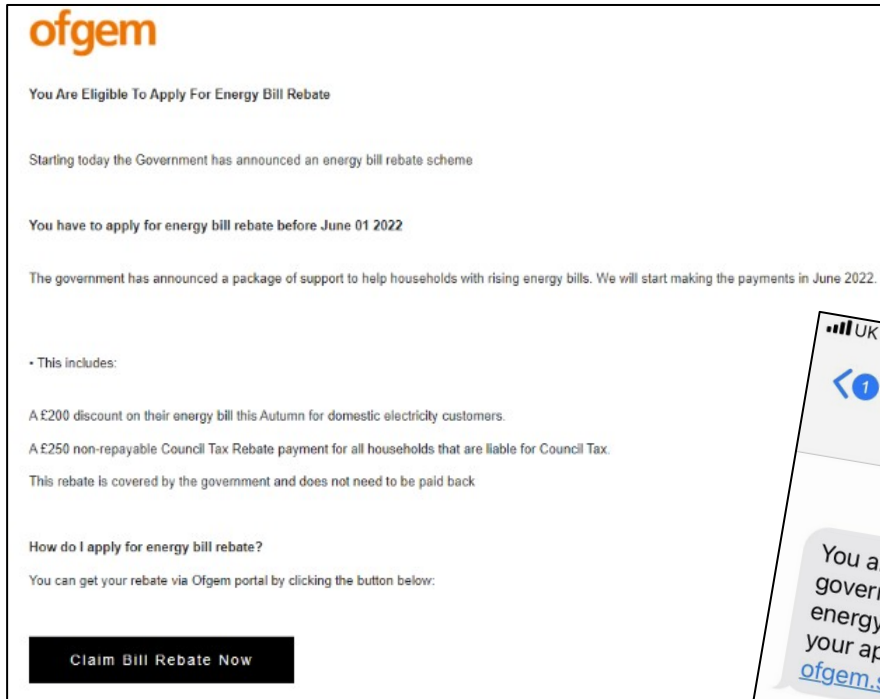 ofgem
You Are Eligible To Apply For Energy Bill Rebate
Starting today the Government has announced an energy bill rebate scheme
You have to apply for energy bill rebate before June 01 2022
The government has announced a package of support to help households with rising energy bills. We will start making the payments in June 2022.
• This includes:
A £200 discount on their energy bill this Autumn for domestic electricity customers.
A £250 non-repayable Council Tax Rebate payment for all households that are liable for Council Tax.
This rebate is covered by the government and does not need to be paid back
How do I apply for energy bill rebate?
You can get your rebate via Ofgem portal by clicking the button below:
Claim Bill Rebate Now
UK
1
You
energy
your